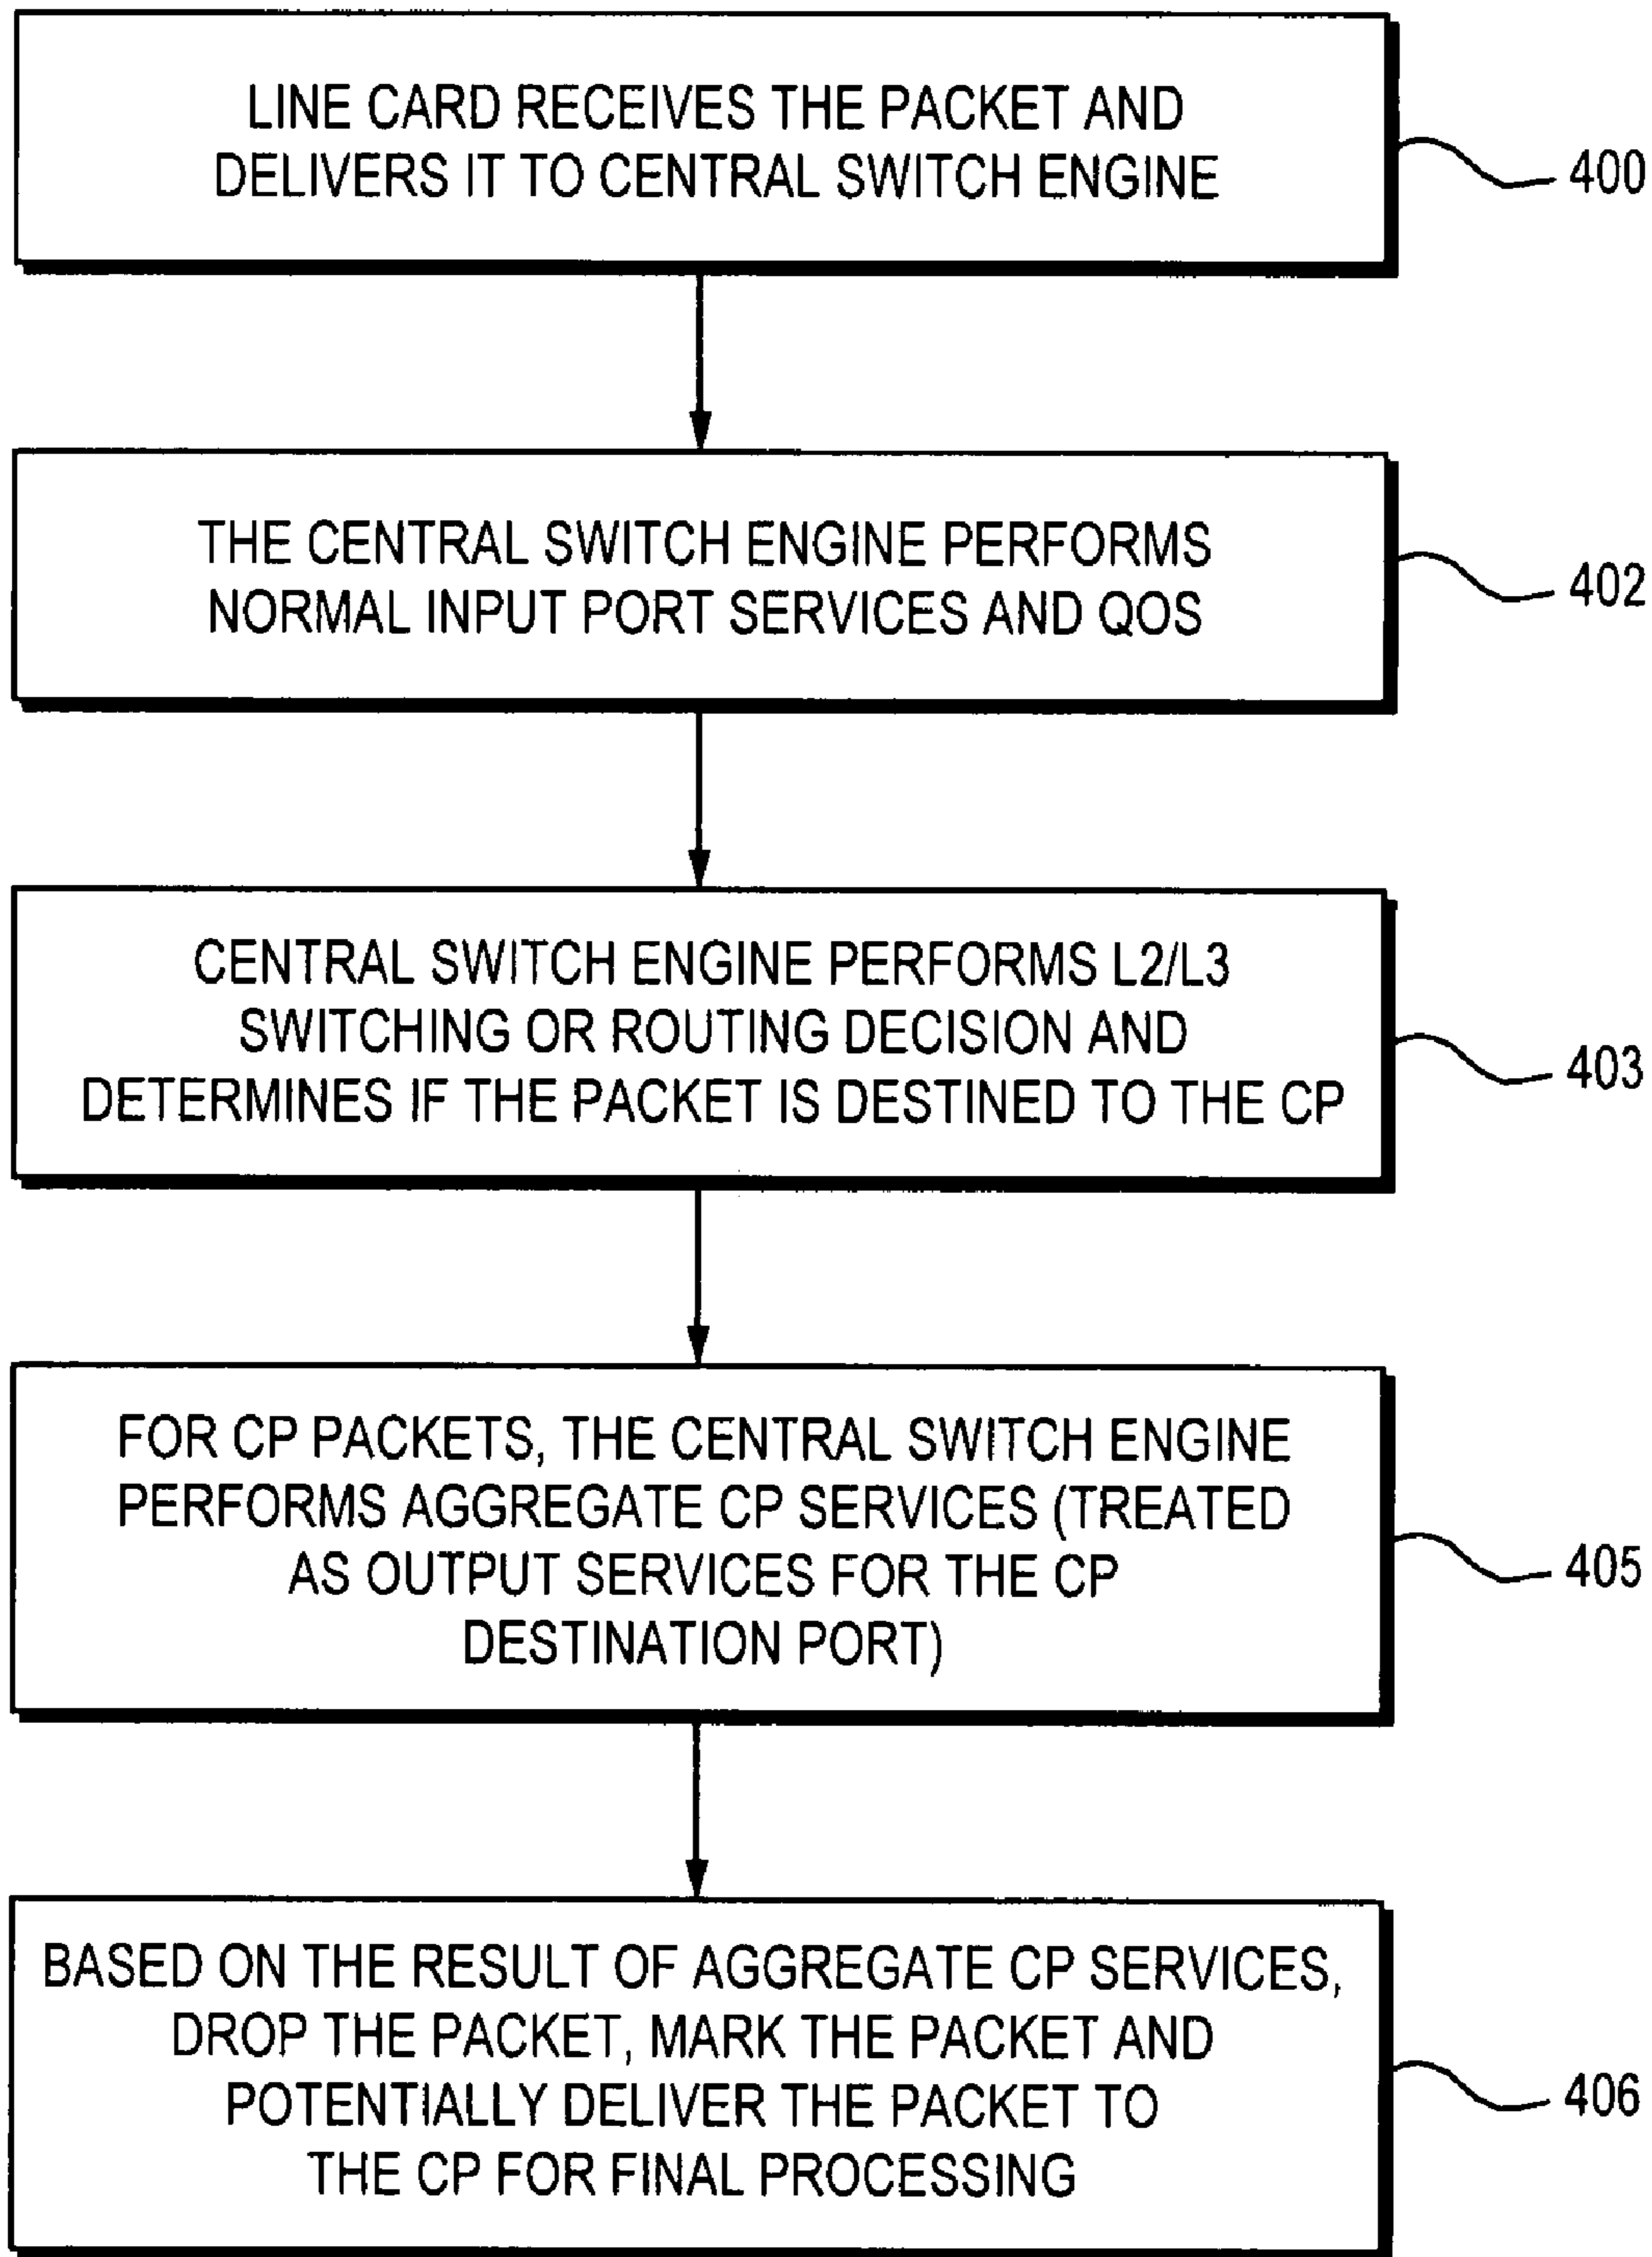 LINE CARD RECEIVES THE PACKET AND
DELIVERS IT TO CENTRAL SWITCH ENGINE
400
THE CENTRAL SWITCH ENGINE PERFORMS
NORMAL INPUT PORT SERVICES AND QOS
402
CENTRAL SWITCH ENGINE PERFORMS L2/L3
SWITCHING OR ROUTING DECISION AND
DETERMINES IF THE PACKET IS DESTINED TO THE CP
403
FOR CP PACKETS, THE CENTRAL SWITCH ENGINE
PERFORMS AGGREGATE CP SERVICES (TREATED
AS OUTPUT SERVICES FOR THE CP
DESTINATION PORT)
405
BASED ON THE RESULT OF AGGREGATE CP SERVICES,
DROP THE PACKET, MARK THE PACKET AND
POTENTIALLY DELIVER THE PACKET TO
THE CP FOR FINAL PROCESSING
406